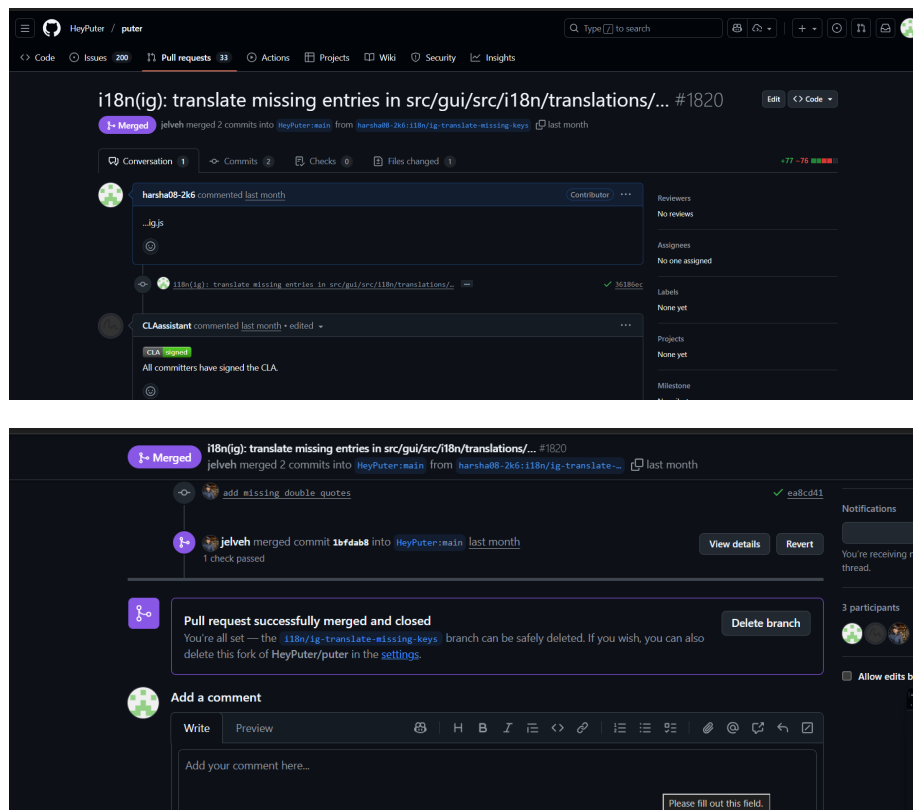 HeyPuter / puter
Type / to search
Code
Issues 200
Pull requests 33
Actions
Projects
Wiki
Security
Insights
i18n(ig): translate missing entries in src/gui/src/i18n/translations/... #1820
Edit
Code
Merged
jelveh merged 2 commits into HeyPuter:main from harsha08-2k6:i18n/ig-translate-missing-keys last month
Conversation 1
Commits 2
Checks 0
Files changed 1
+77 −76
harsha08-2k6 commented last month
Contributor
...ig.js
i18n(ig): translate missing entries in src/gui/src/i18n/translations/…
36186ec
CLAassistant commented last month • edited
CLA signed
All committers have signed the CLA.
Reviewers
No reviews
Assignees
No one assigned
Labels
None yet
Projects
None yet
Milestone
Merged
i18n(ig): translate missing entries in src/gui/src/i18n/translations/... #1820
jelveh merged 2 commits into HeyPuter:main from harsha08-2k6:i18n/ig-translate-… last month
add missing double quotes
ea8cd41
jelveh merged commit 1bfdab8 into HeyPuter:main last month
1 check passed
View details
Revert
Pull request successfully merged and closed
You're all set — the i18n/ig-translate-missing-keys branch can be safely deleted. If you wish, you can also
delete this fork of HeyPuter/puter in the settings.
Delete branch
Add a comment
Write
Preview
Add your comment here...
Please fill out this field.
Notifications
You're receiving
thread.
3 participants
Allow edits b